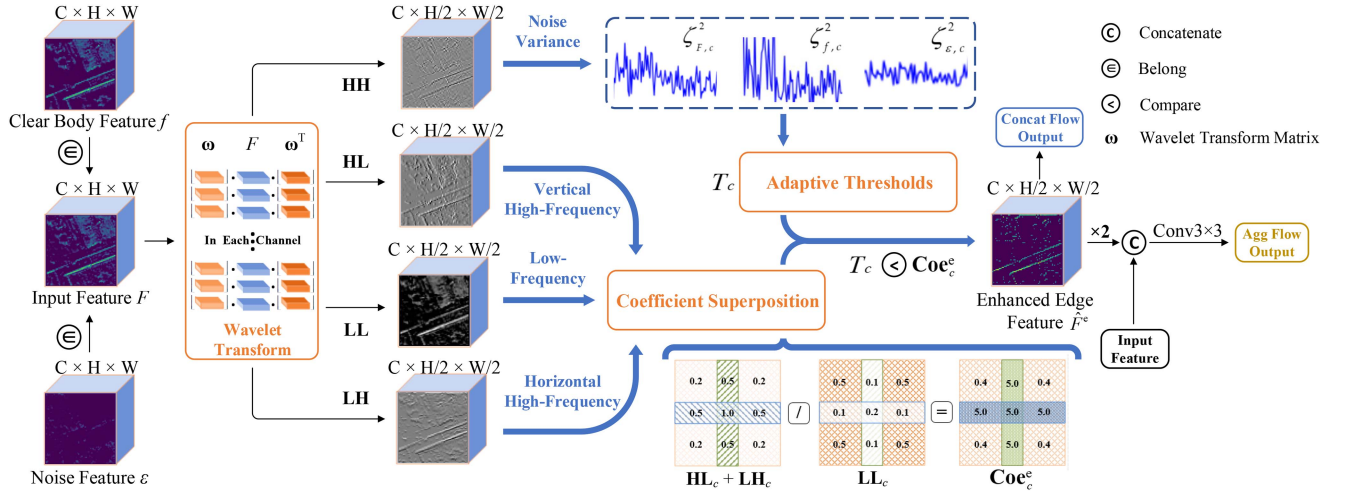 C × H × W
Clear Body Feature f
∈
C × H × W
Input Feature F
∈
C × H × W
Noise Feature ε
ω F ωᵀ
In Each Channel
Wavelet
Transform
HH
HL
LL
LH
C × H/2 × W/2
C × H/2 × W/2
C × H/2 × W/2
C × H/2 × W/2
Noise
Variance
Vertical
High-Frequency
Low-
Frequency
Horizontal
High-Frequency
ζ²F,c ζ²f,c ζ²ε,c
Tc
Adaptive Thresholds
Coefficient Superposition
Tc < Coeᵉc
0.2 0.5 0.2
0.5 1.0 0.5
0.2 0.5 0.2
HLc + LHc
/
0.5 0.1 0.5
0.1 0.2 0.1
0.5 0.1 0.5
LLc
=
0.4 5.0 0.4
5.0 5.0 5.0
0.4 5.0 0.4
Coeᵉc
Concat Flow
Output
C × H/2 × W/2
Enhanced Edge
Feature F̂ᵉ
×2
C
Conv3×3
Agg Flow
Output
Input
Feature
C Concatenate
∈ Belong
< Compare
ω Wavelet Transform Matrix